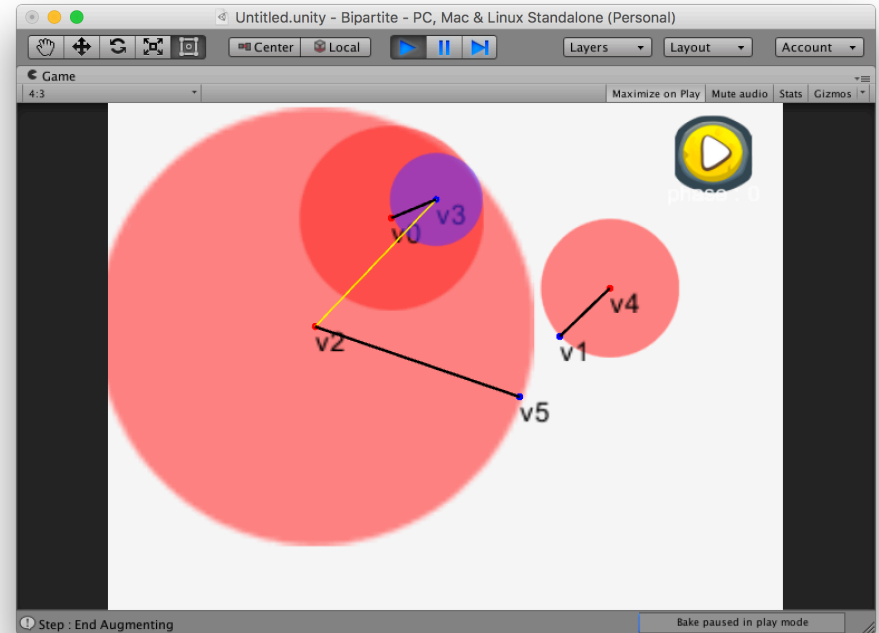 Untitled.unity - Bipartite - PC, Mac & Linux Standalone (Personal)
Center Local Layers Layout Account
Game
4:3 Maximize on Play Mute audio Stats Gizmos
phase 0
v3
v0
v4
v2
v1
v5
Step : End Augmenting Bake paused in play mode